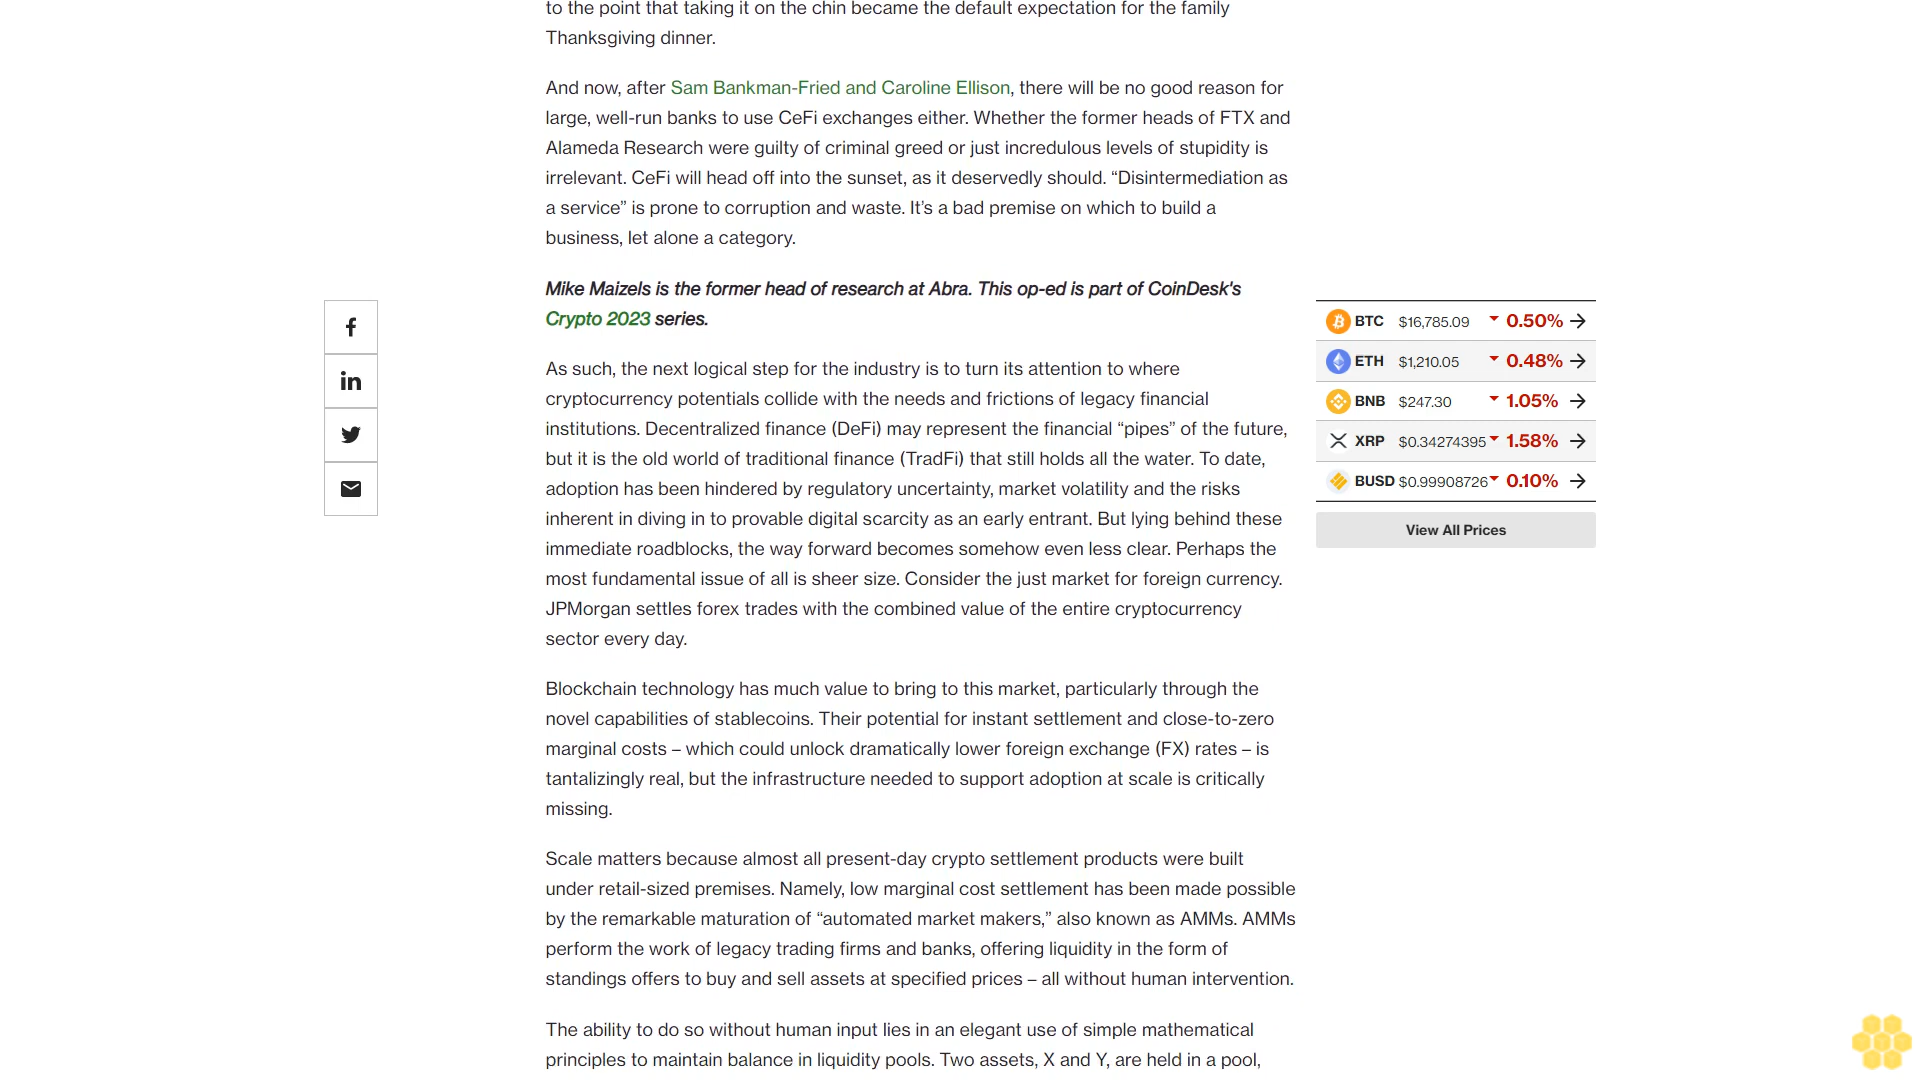 to the point that taking it on the chin became the default expectation for the family
Thanksgiving dinner.
And now, after Sam Bankman-Fried and Caroline Ellison, there will be no good reason for
large, well-run banks to use CeFi exchanges either. Whether the former heads of FTX and
Alameda Research were guilty of criminal greed or just incredulous levels of stupidity is
irrelevant. CeFi will head off into the sunset, as it deservedly should. “Disintermediation as
a service” is prone to corruption and waste. It’s a bad premise on which to build a
business, let alone a category.
Mike Maizels is the former head of research at Abra. This op-ed is part of CoinDesk's
Crypto 2023 series.
As such, the next logical step for the industry is to turn its attention to where
cryptocurrency potentials collide with the needs and frictions of legacy financial
institutions. Decentralized finance (DeFi) may represent the financial “pipes” of the future,
but it is the old world of traditional finance (TradFi) that still holds all the water. To date,
adoption has been hindered by regulatory uncertainty, market volatility and the risks
inherent in diving in to provable digital scarcity as an early entrant. But lying behind these
immediate roadblocks, the way forward becomes somehow even less clear. Perhaps the
most fundamental issue of all is sheer size. Consider the just market for foreign currency.
JPMorgan settles forex trades with the combined value of the entire cryptocurrency
sector every day.
Blockchain technology has much value to bring to this market, particularly through the
novel capabilities of stablecoins. Their potential for instant settlement and close-to-zero
marginal costs – which could unlock dramatically lower foreign exchange (FX) rates – is
tantalizingly real, but the infrastructure needed to support adoption at scale is critically
missing.
Scale matters because almost all present-day crypto settlement products were built
under retail-sized premises. Namely, low marginal cost settlement has been made possible
by the remarkable maturation of “automated market makers,” also known as AMMs. AMMs
perform the work of legacy trading firms and banks, offering liquidity in the form of
standings offers to buy and sell assets at specified prices – all without human intervention.
The ability to do so without human input lies in an elegant use of simple mathematical
principles to maintain balance in liquidity pools. Two assets, X and Y, are held in a pool,
BTC $16,785.09 0.50%
ETH $1,210.05 0.48%
BNB $247.30 1.05%
XRP $0.34274395 1.58%
BUSD $0.99908726 0.10%
View All Prices